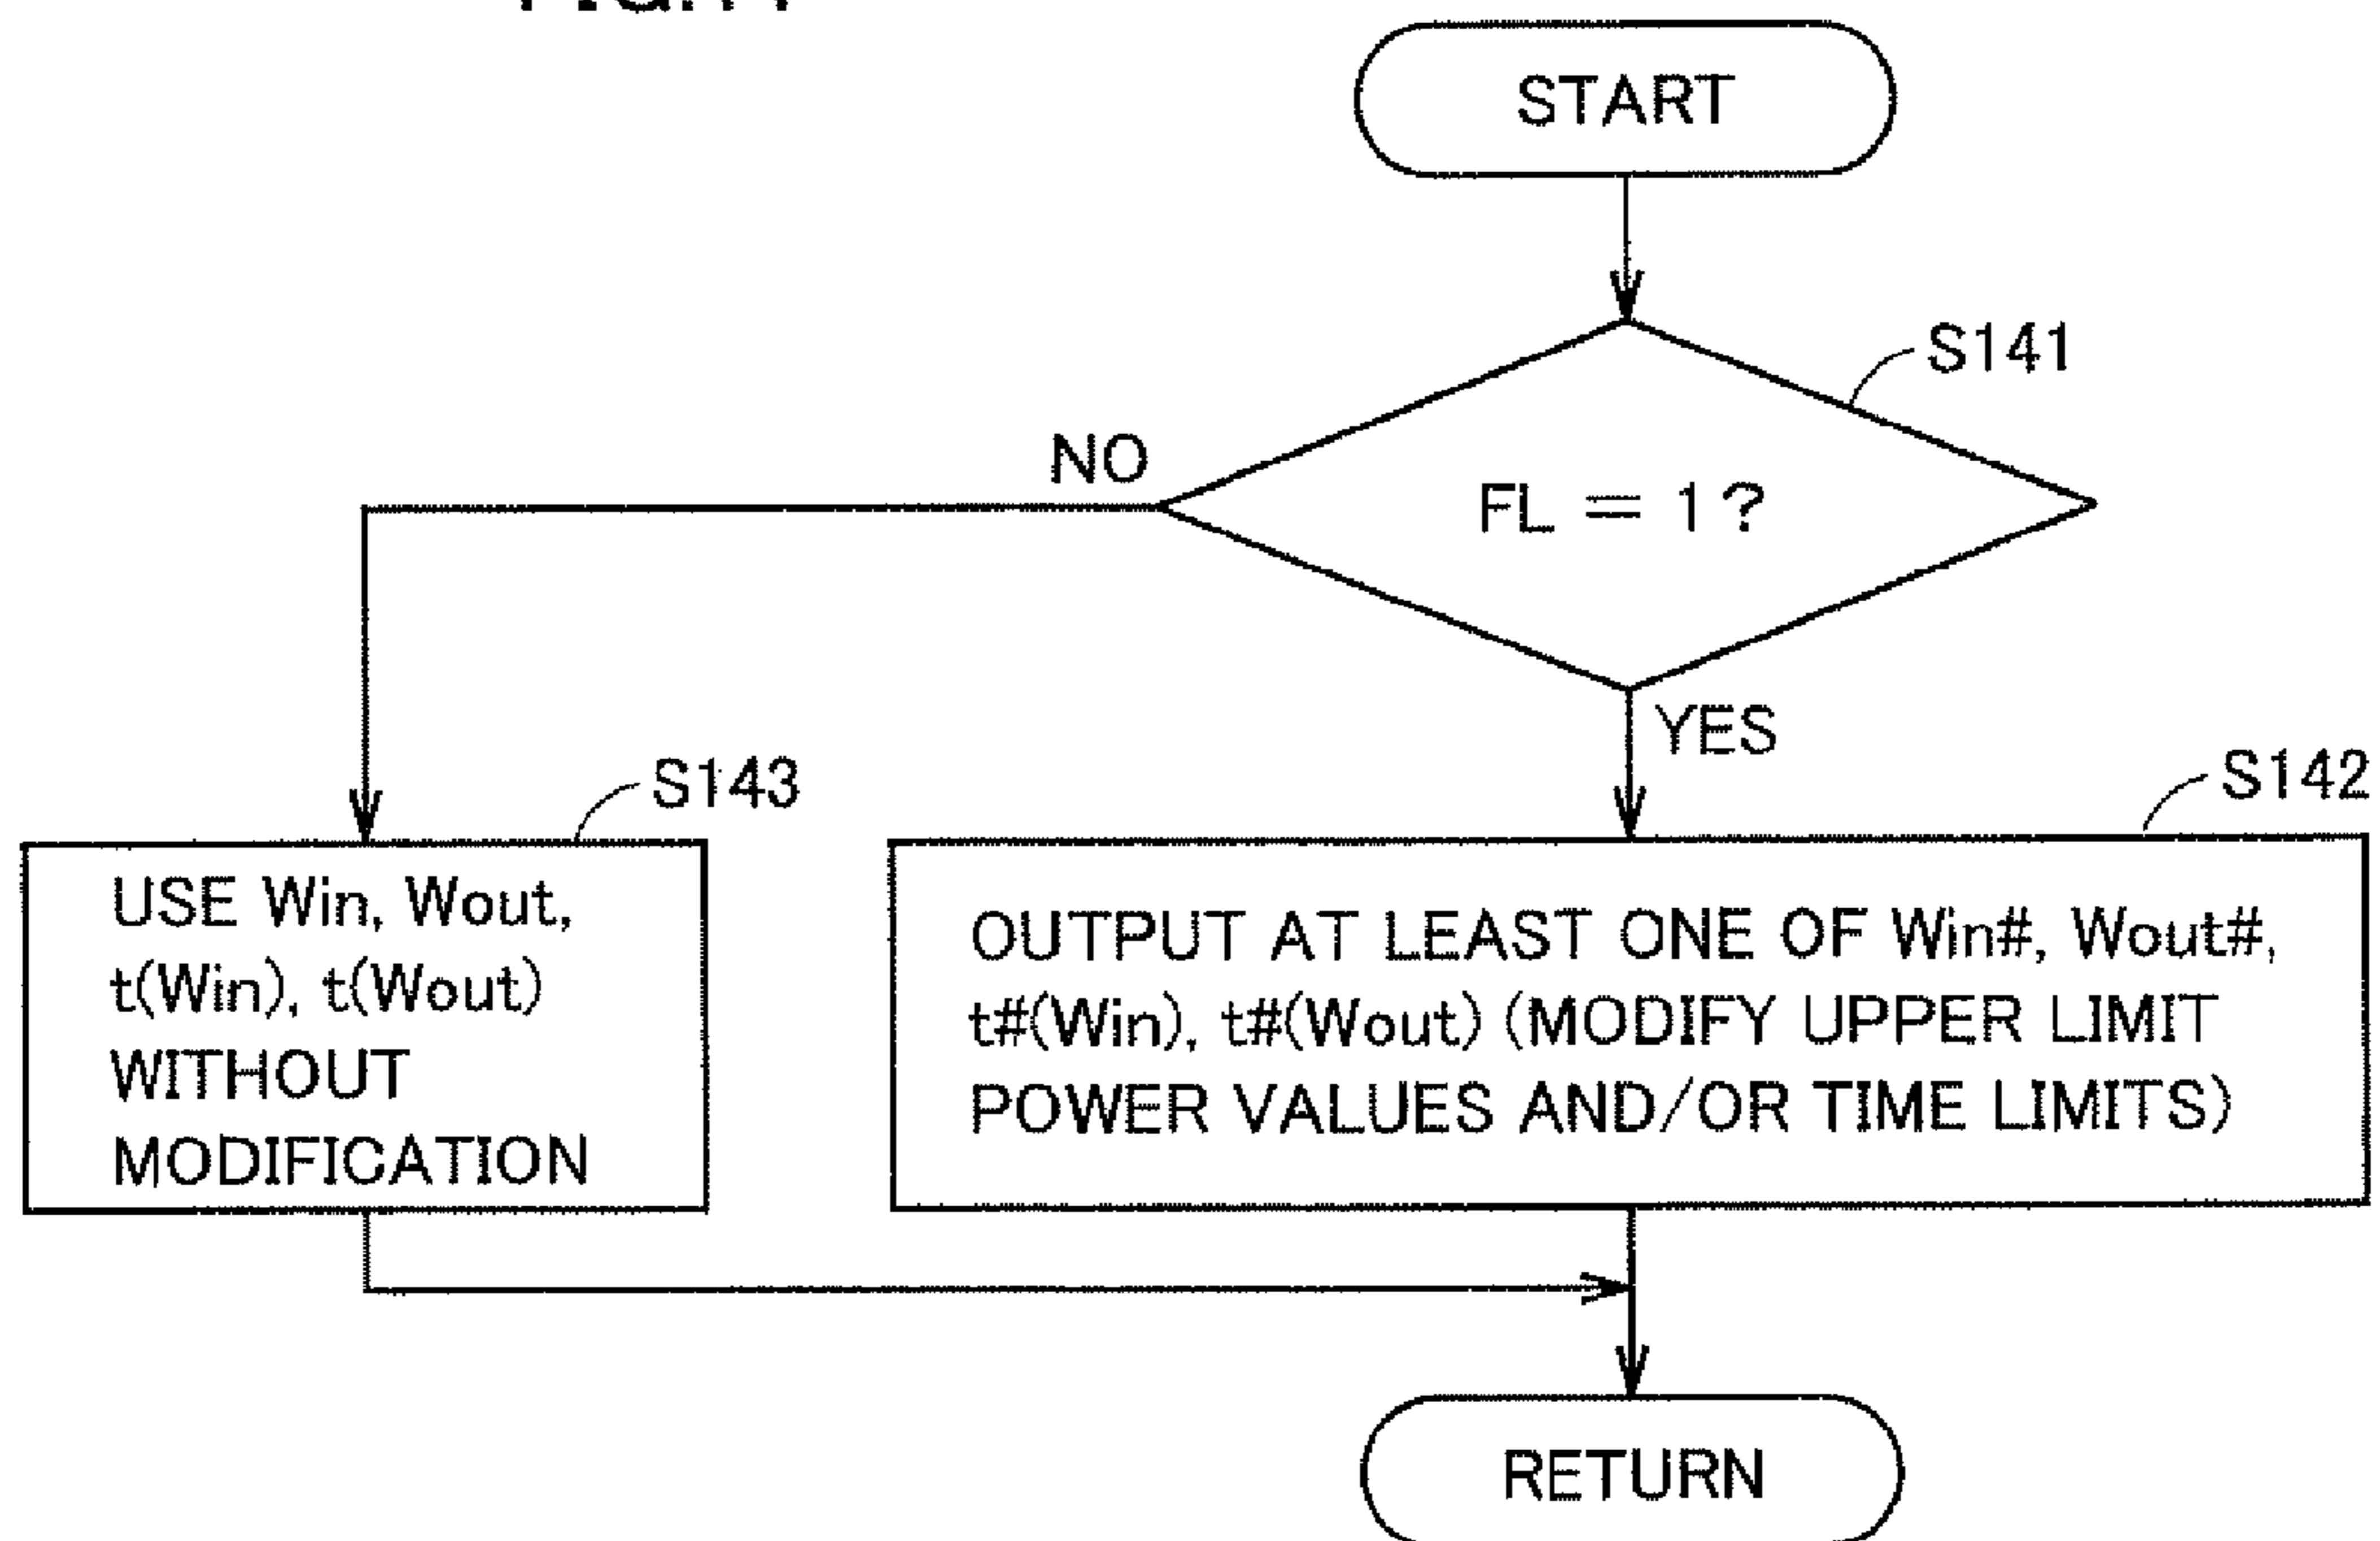 START
S141
NO
FL = 1?
YES
S143
S142
USE Win, Wout,
t(Win), t(Wout)
WITHOUT
MODIFICATION
OUTPUT AT LEAST ONE OF Win#, Wout#,
t#(Win), t#(Wout) (MODIFY UPPER LIMIT
POWER VALUES AND/OR TIME LIMITS)
RETURN